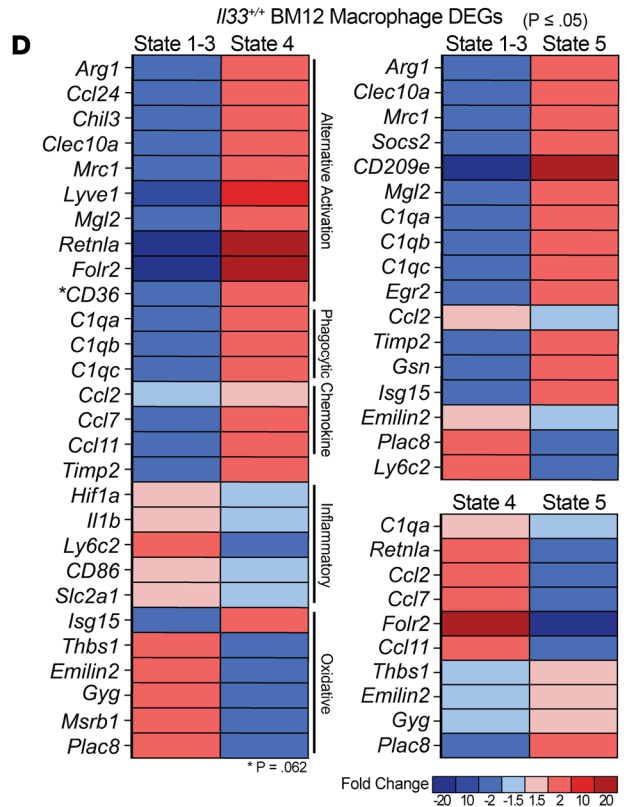 Il33+/+ BM12 Macrophage DEGs (P ≤ .05)
D
State 1-3 State 4
Arg1
Ccl24
Chil3
Clec10a
Mrc1
Lyve1
Mgl2
Retnla
Folr2
*CD36
C1qa
C1qb
C1qc
Ccl2
Ccl7
Ccl11
Timp2
Hif1a
Il1b
Ly6c2
CD86
Slc2a1
Isg15
Thbs1
Emilin2
Gyg
Msrb1
Plac8
Alternative Activation
Phagocytic
Chemokine
Inflammatory
Oxidative
* P = .062
State 1-3 State 5
Arg1
Clec10a
Mrc1
Socs2
CD209e
Mgl2
C1qa
C1qb
C1qc
Egr2
Ccl2
Timp2
Gsn
Isg15
Emilin2
Plac8
Ly6c2
State 4 State 5
C1qa
Retnla
Ccl2
Ccl7
Folr2
Ccl11
Thbs1
Emilin2
Gyg
Plac8
Fold Change
-20 10 -2 -1.5 1.5 2 10 20